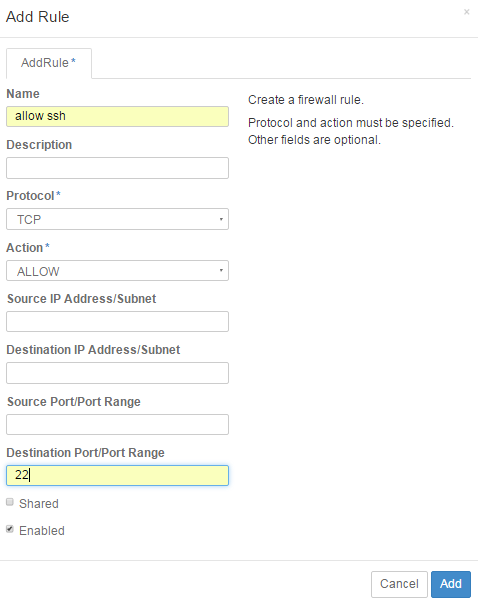 Add Rule
×
AddRule *
Name
allow ssh
Description
Protocol *
TCP
Action *
ALLOW
Source IP Address/Subnet
Destination IP Address/Subnet
Source Port/Port Range
Destination Port/Port Range
22
Shared
Enabled
Create a firewall rule.
Protocol and action must be specified.
Other fields are optional.
Cancel
Add